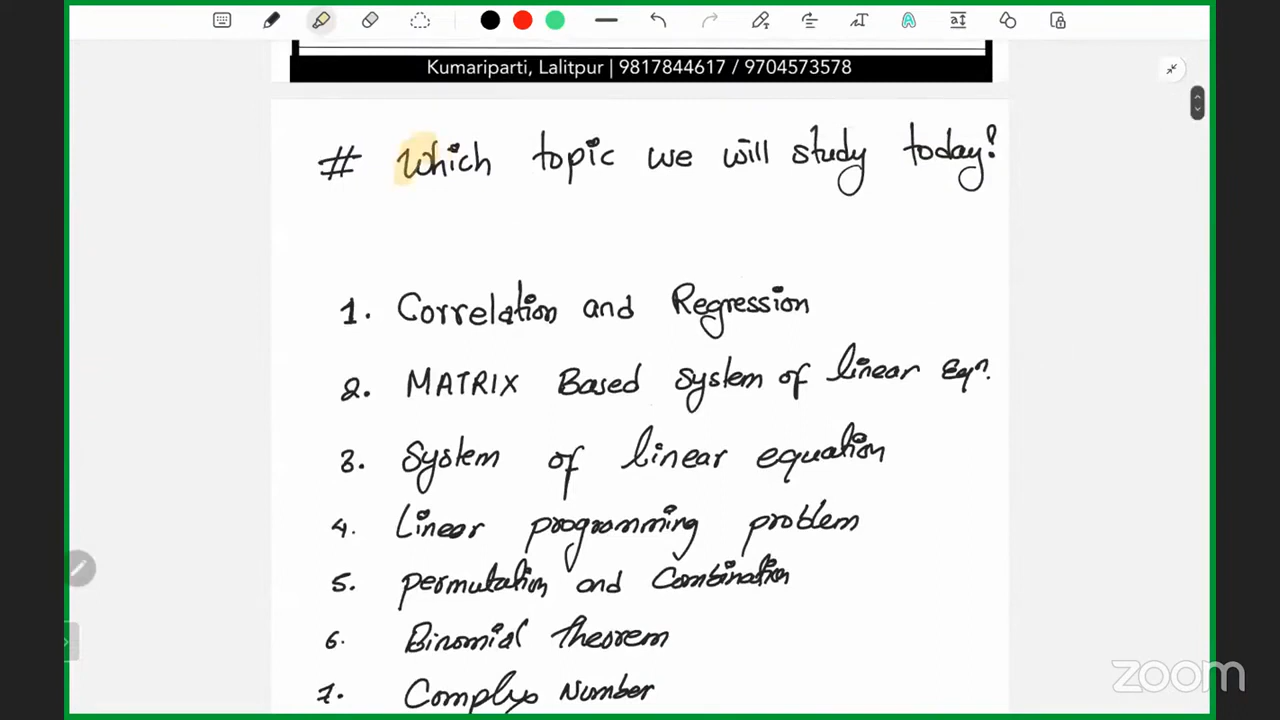 Kumariparti, Lalitpur | 9817844617 / 9704573578
# Which topic we will study today?
1. Correlation and Regression
2. MATRIX Based system of linear Eqn.
3. System of linear equation
4. Linear programming problem
5. permutation and Combination
6. Binomial theorem
7. Complys Number
zoom